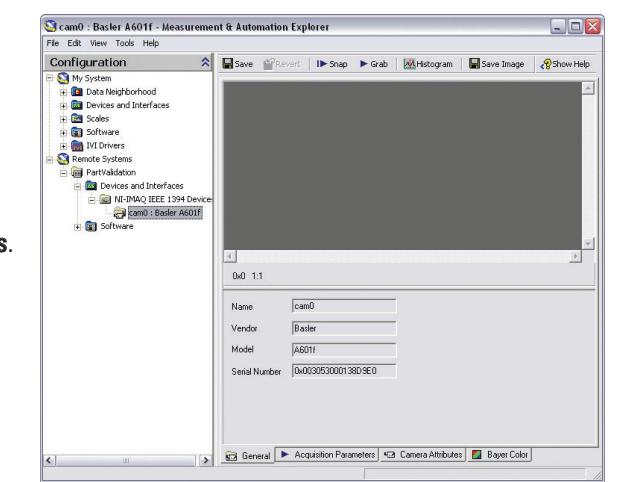 cam0 : Basler A601f - Measurement & Automation Explorer
File Edit View Tools Help
Configuration
Save Revert Snap Grab Histogram Save Image Show Help
My System
Data Neighborhood
Devices and Interfaces
Scales
Software
IVI Drivers
Remote Systems
PartValidation
Devices and Interfaces
NI-IMAQ IEEE 1394 Device
cam0 : Basler A601f
Software
s.
0x0 1:1
Name cam0
Vendor Basler
Model A601f
Serial Number 0x003053000138D9E0
General Acquisition Parameters Camera Attributes Bayer Color